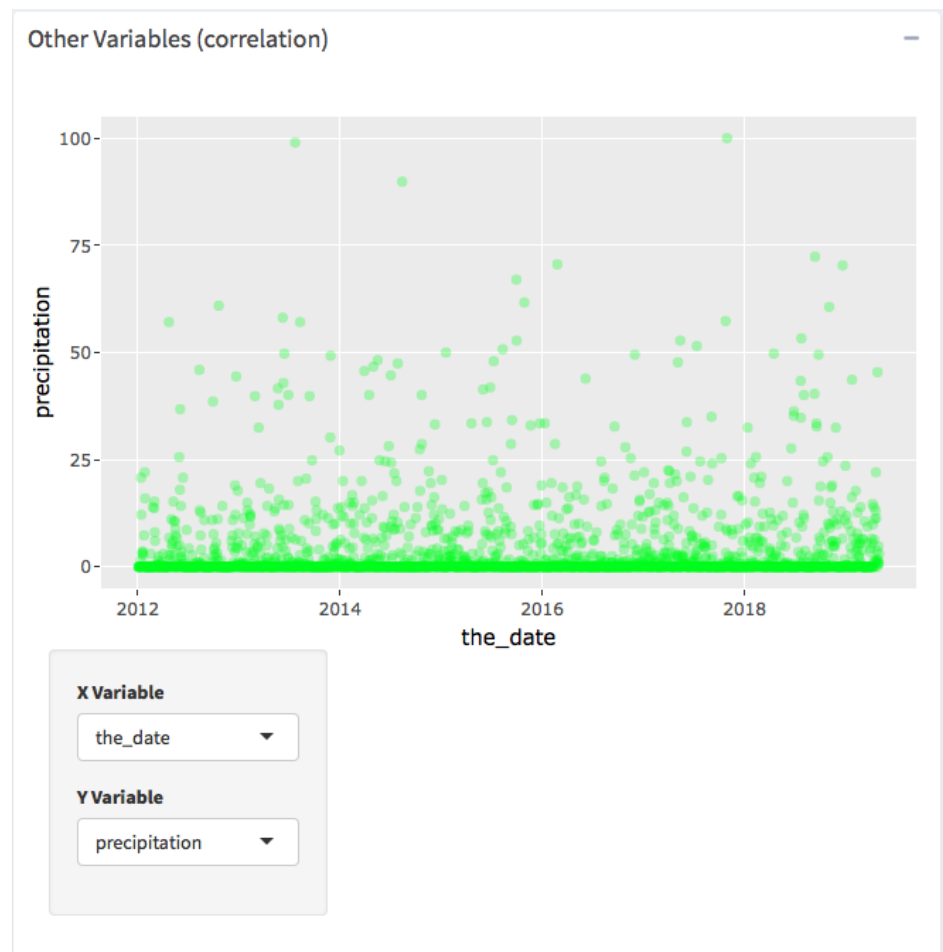 Other Variables (correlation)
100
75
50
25
0
precipitation
2012 2014 2016 2018
the_date
X Variable
the_date
Y Variable
precipitation